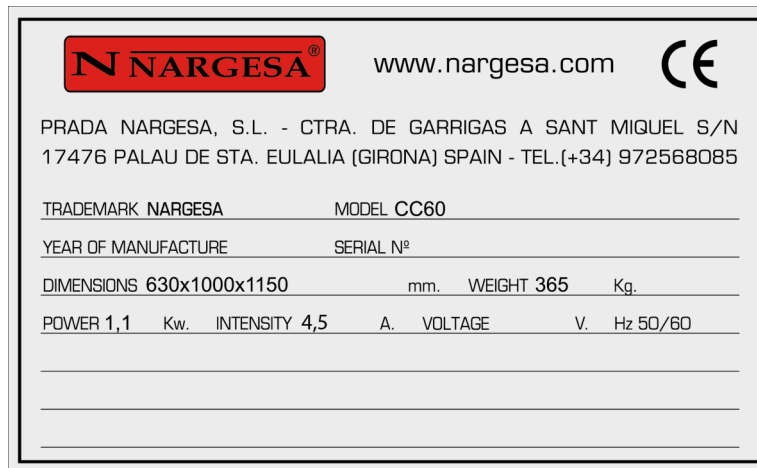 N NARGESA® www.nargesa.com CE
PRADA NARGESA, S.L. - CTRA. DE GARRIGAS A SANT MIQUEL S/N
17476 PALAU DE STA. EULALIA (GIRONA) SPAIN - TEL.(+34) 972568085
TRADEMARK NARGESA MODEL CC60
YEAR OF MANUFACTURE SERIAL Nº
DIMENSIONS 630x1000x1150 mm. WEIGHT 365 Kg.
POWER 1,1 Kw. INTENSITY 4,5 A. VOLTAGE V. Hz 50/60